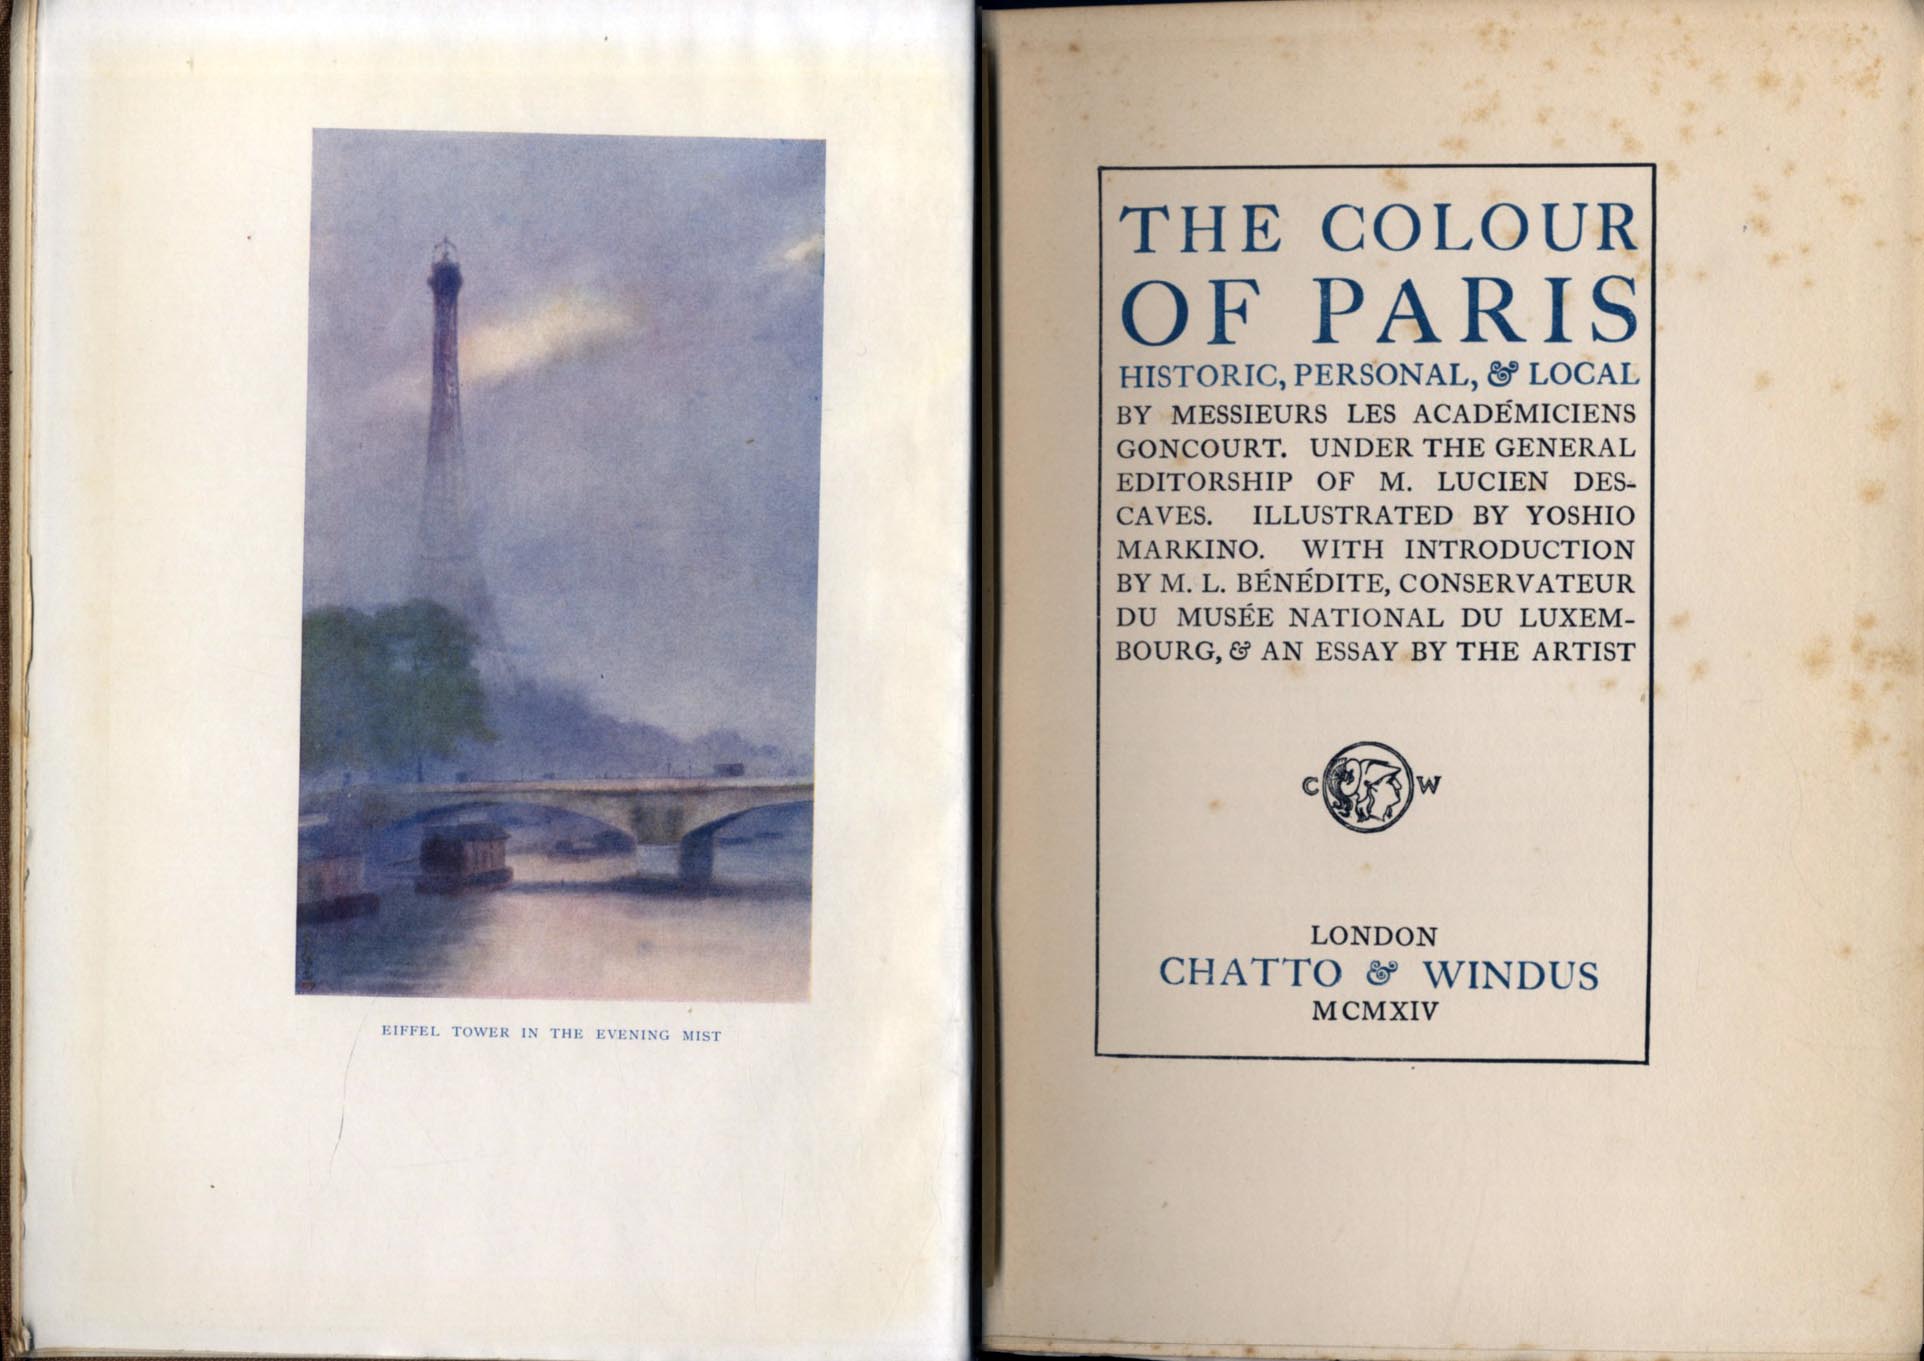 EIFFEL TOWER IN THE EVENING MIST
THE COLOUR
OF PARIS
HISTORIC, PERSONAL, & LOCAL
BY MESSIEURS LES ACADÉMICIENS
GONCOURT. UNDER THE GENERAL
EDITORSHIP OF M. LUCIEN DES-
CAVES. ILLUSTRATED BY YOSHIO
MARKINO. WITH INTRODUCTION
BY M. L. BÉNÉDITE, CONSERVATEUR
DU MUSÉE NATIONAL DU LUXEM-
BOURG, & AN ESSAY BY THE ARTIST
C W
LONDON
CHATTO & WINDUS
MCMXIV